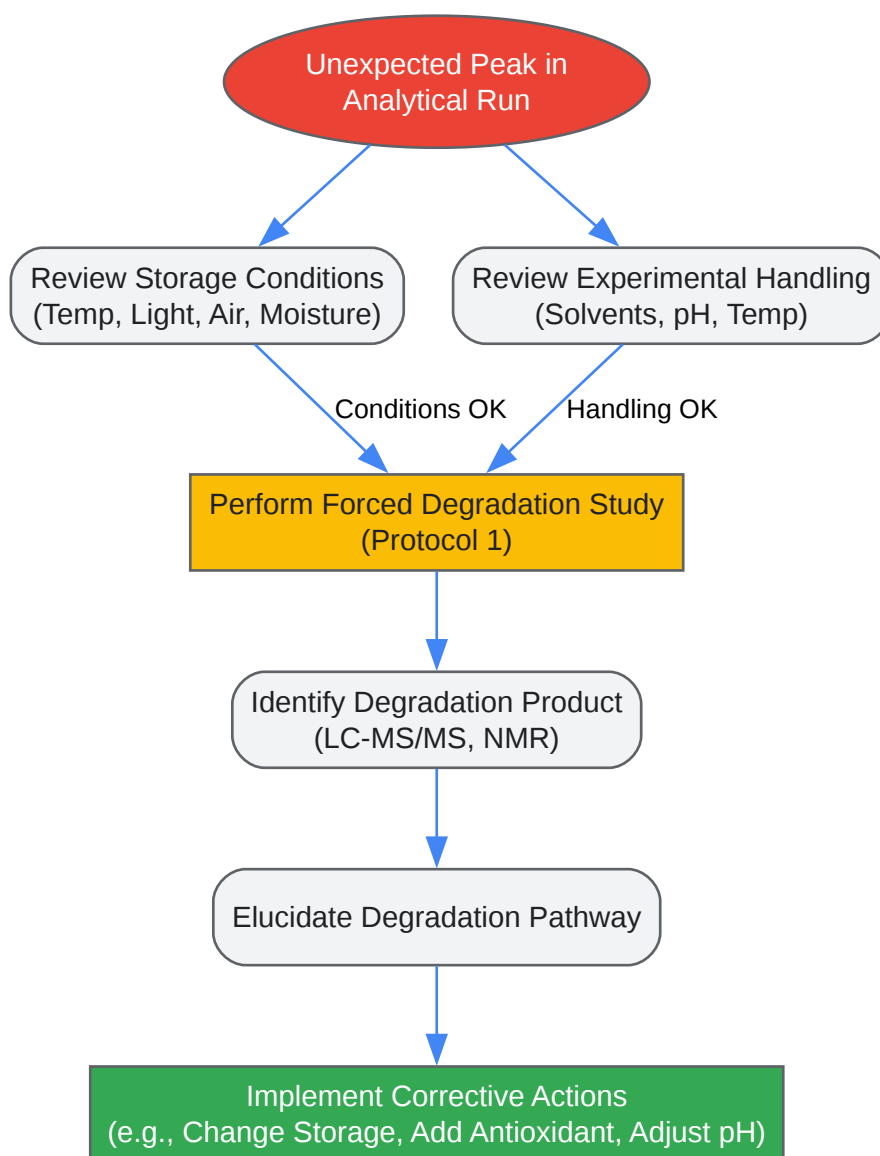 Unexpected Peak in
Analytical Run
Review Storage Conditions
(Temp, Light, Air, Moisture)
Review Experimental Handling
(Solvents, pH, Temp)
Conditions OK
Handling OK
Perform Forced Degradation Study
(Protocol 1)
Identify Degradation Product
(LC-MS/MS, NMR)
Elucidate Degradation Pathway
Implement Corrective Actions
(e.g., Change Storage, Add Antioxidant, Adjust pH)